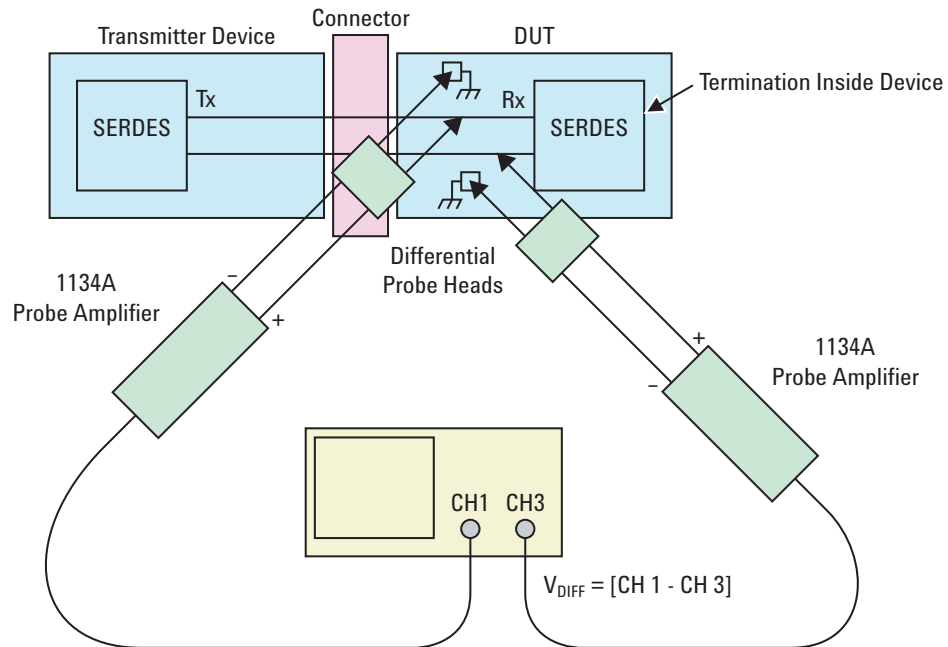 Connector
Transmitter Device
DUT
Termination Inside Device
Tx
Rx
SERDES
SERDES
Differential
Probe Heads
1134A
Probe Amplifier
–
+
1134A
Probe Amplifier
+
–
CH1
CH3
VDIFF = [CH 1 - CH 3]